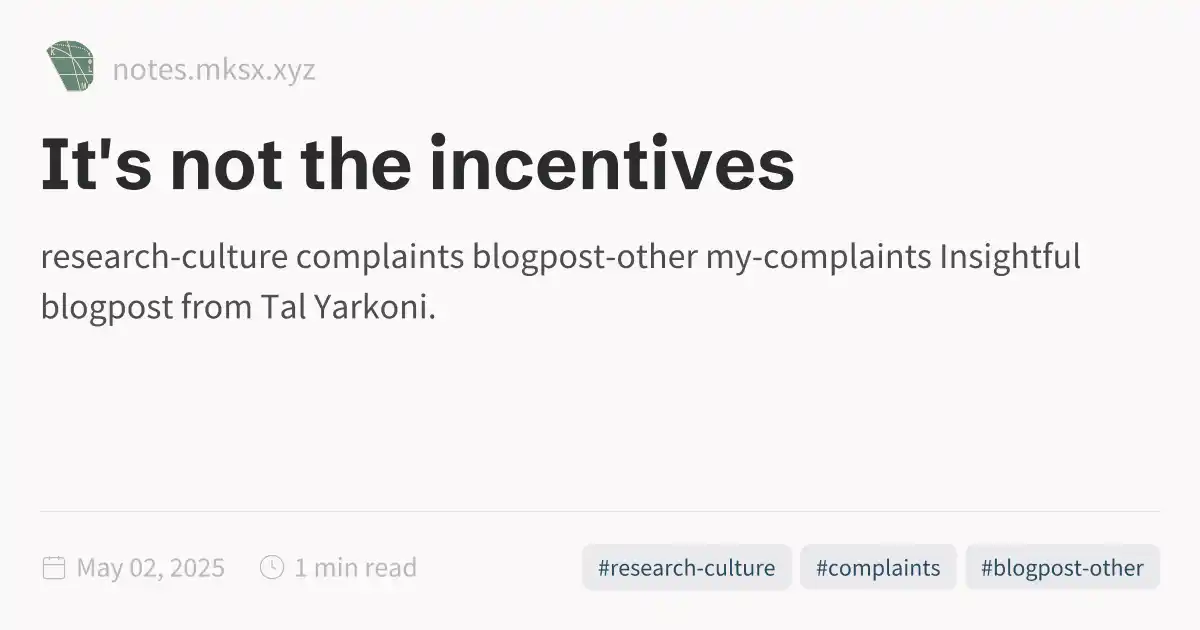 notes.mksx.xyz
It's not the incentives
research-culture complaints blogpost-other my-complaints Insightful
blogpost from Tal Yarkoni.
May 02, 2025
1 min read
#research-culture
#complaints
#blogpost-other